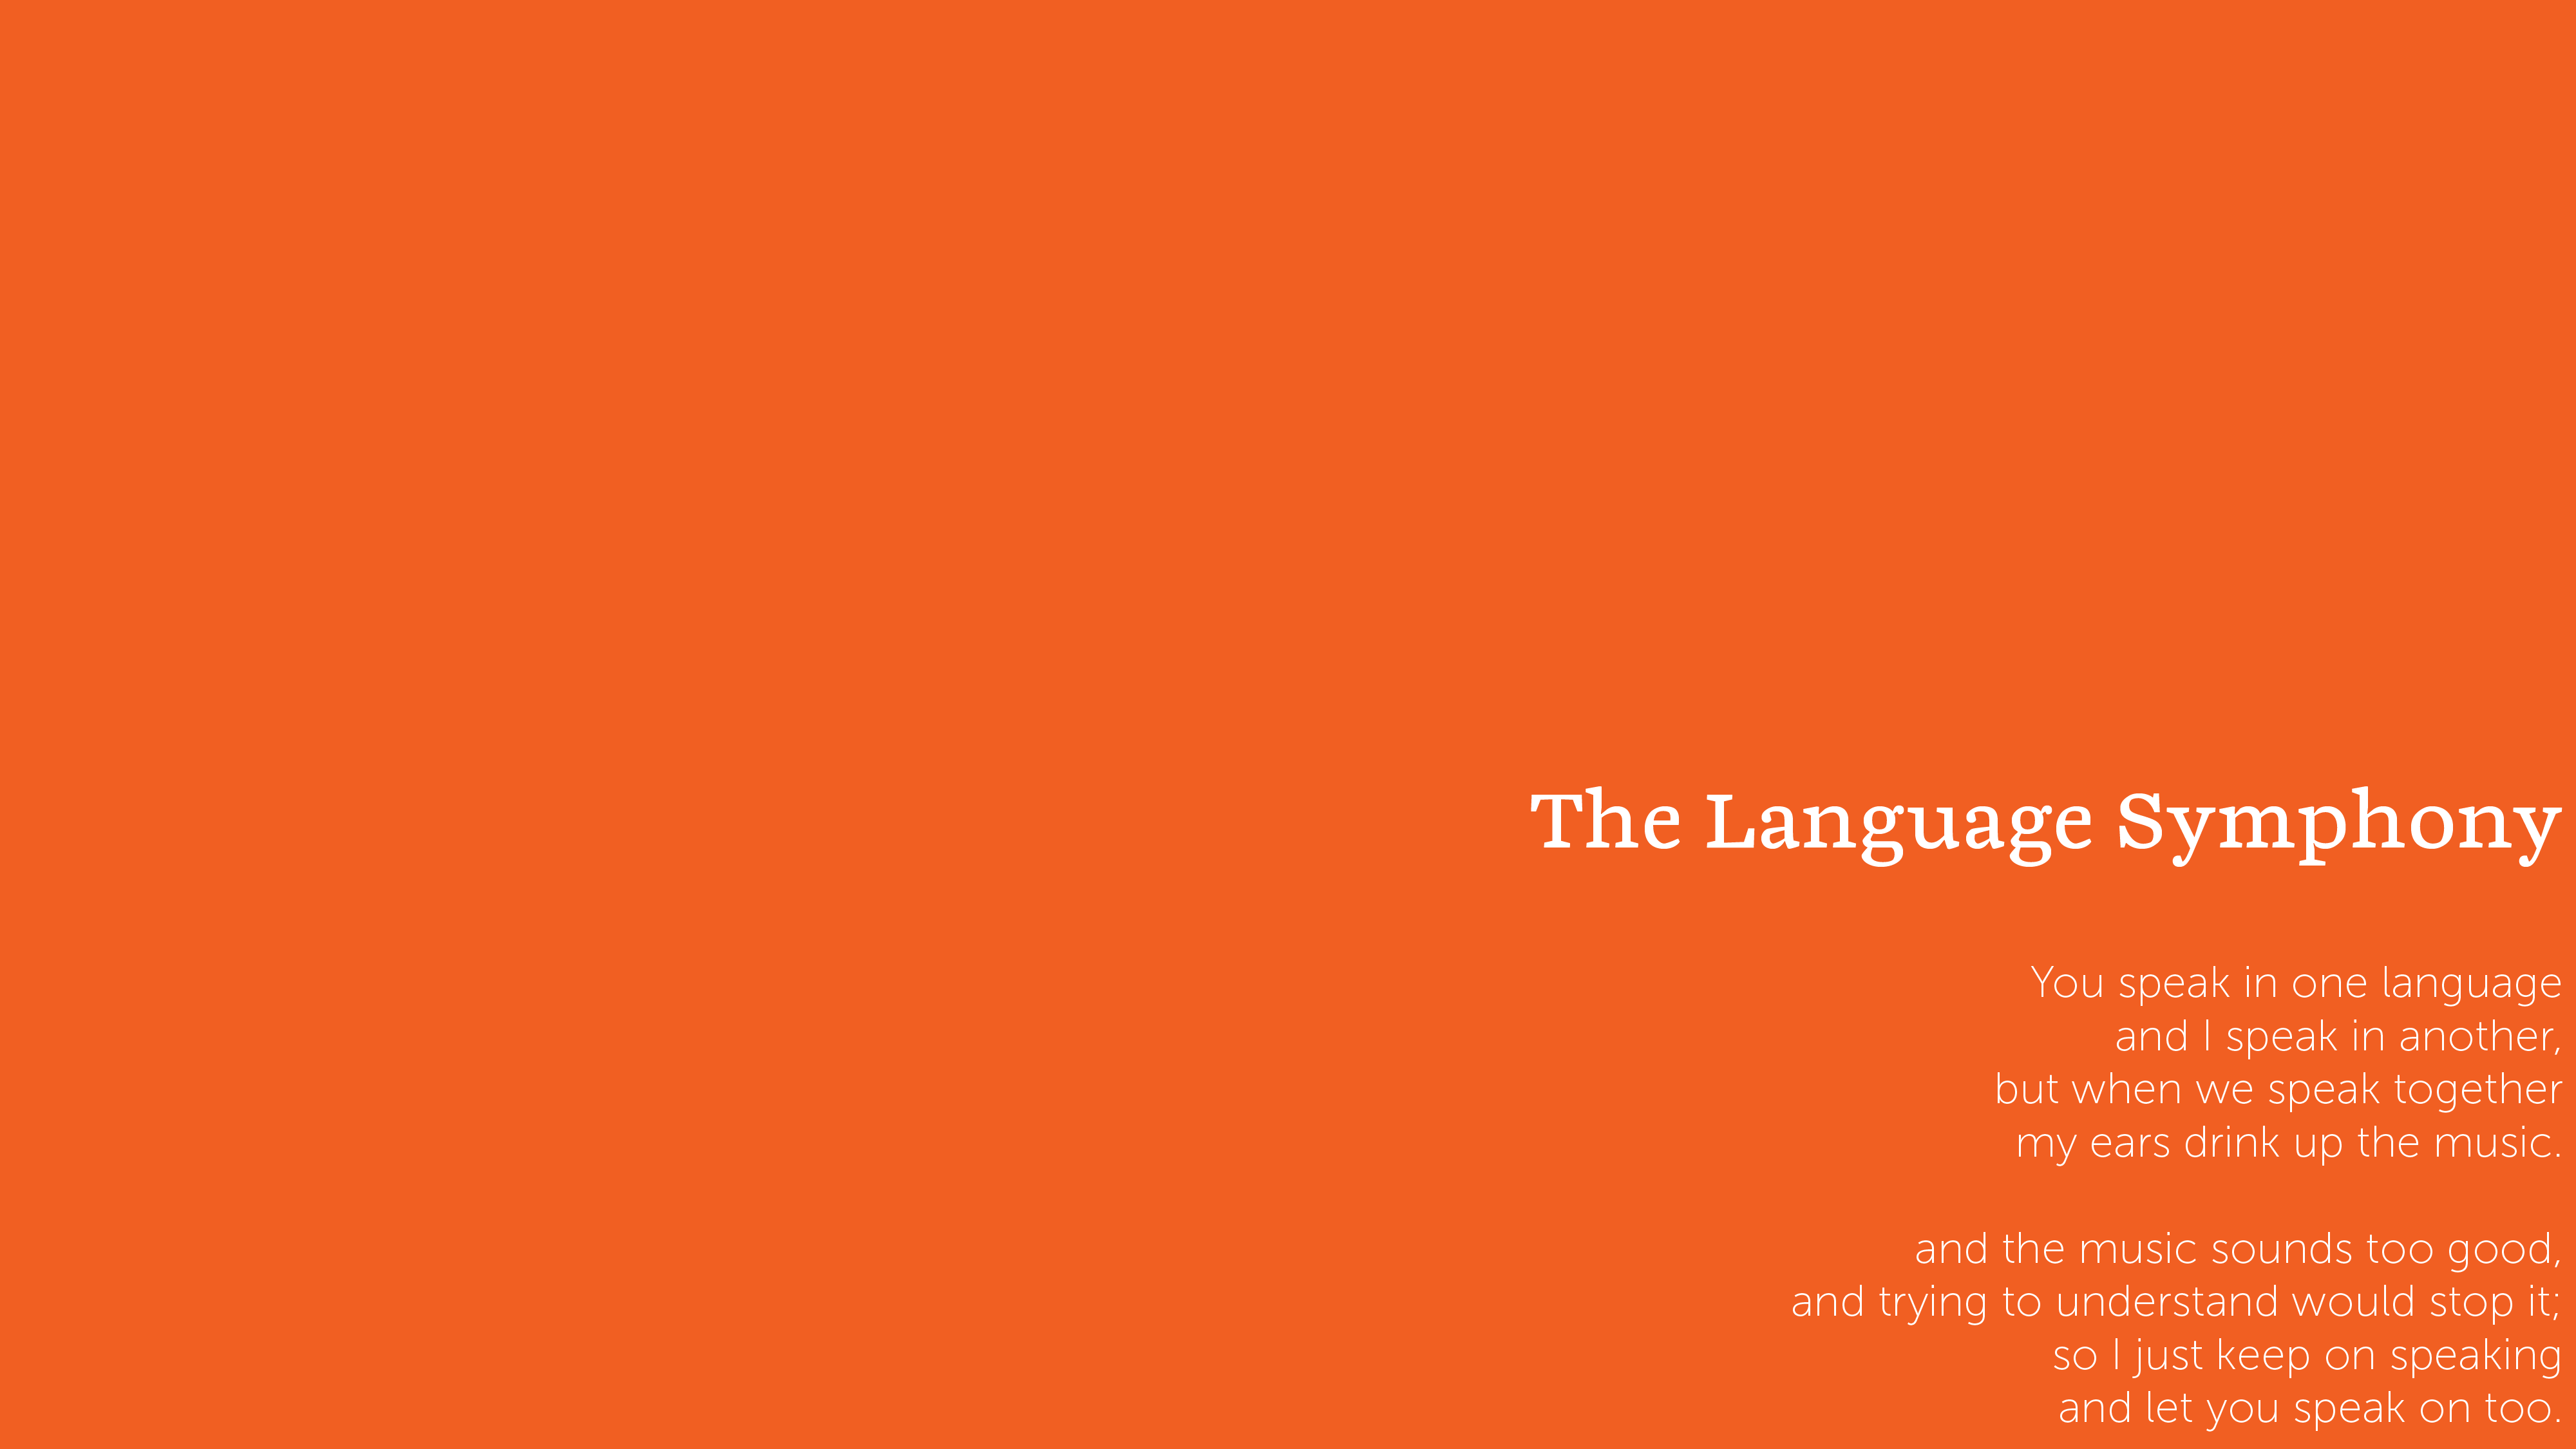 The Language Symphony
You speak in one language
and I speak in another,
but when we speak together
my ears drink up the music.
and the music sounds too good,
and trying to understand would stop it;
so I just keep on speaking
and let you speak on too.